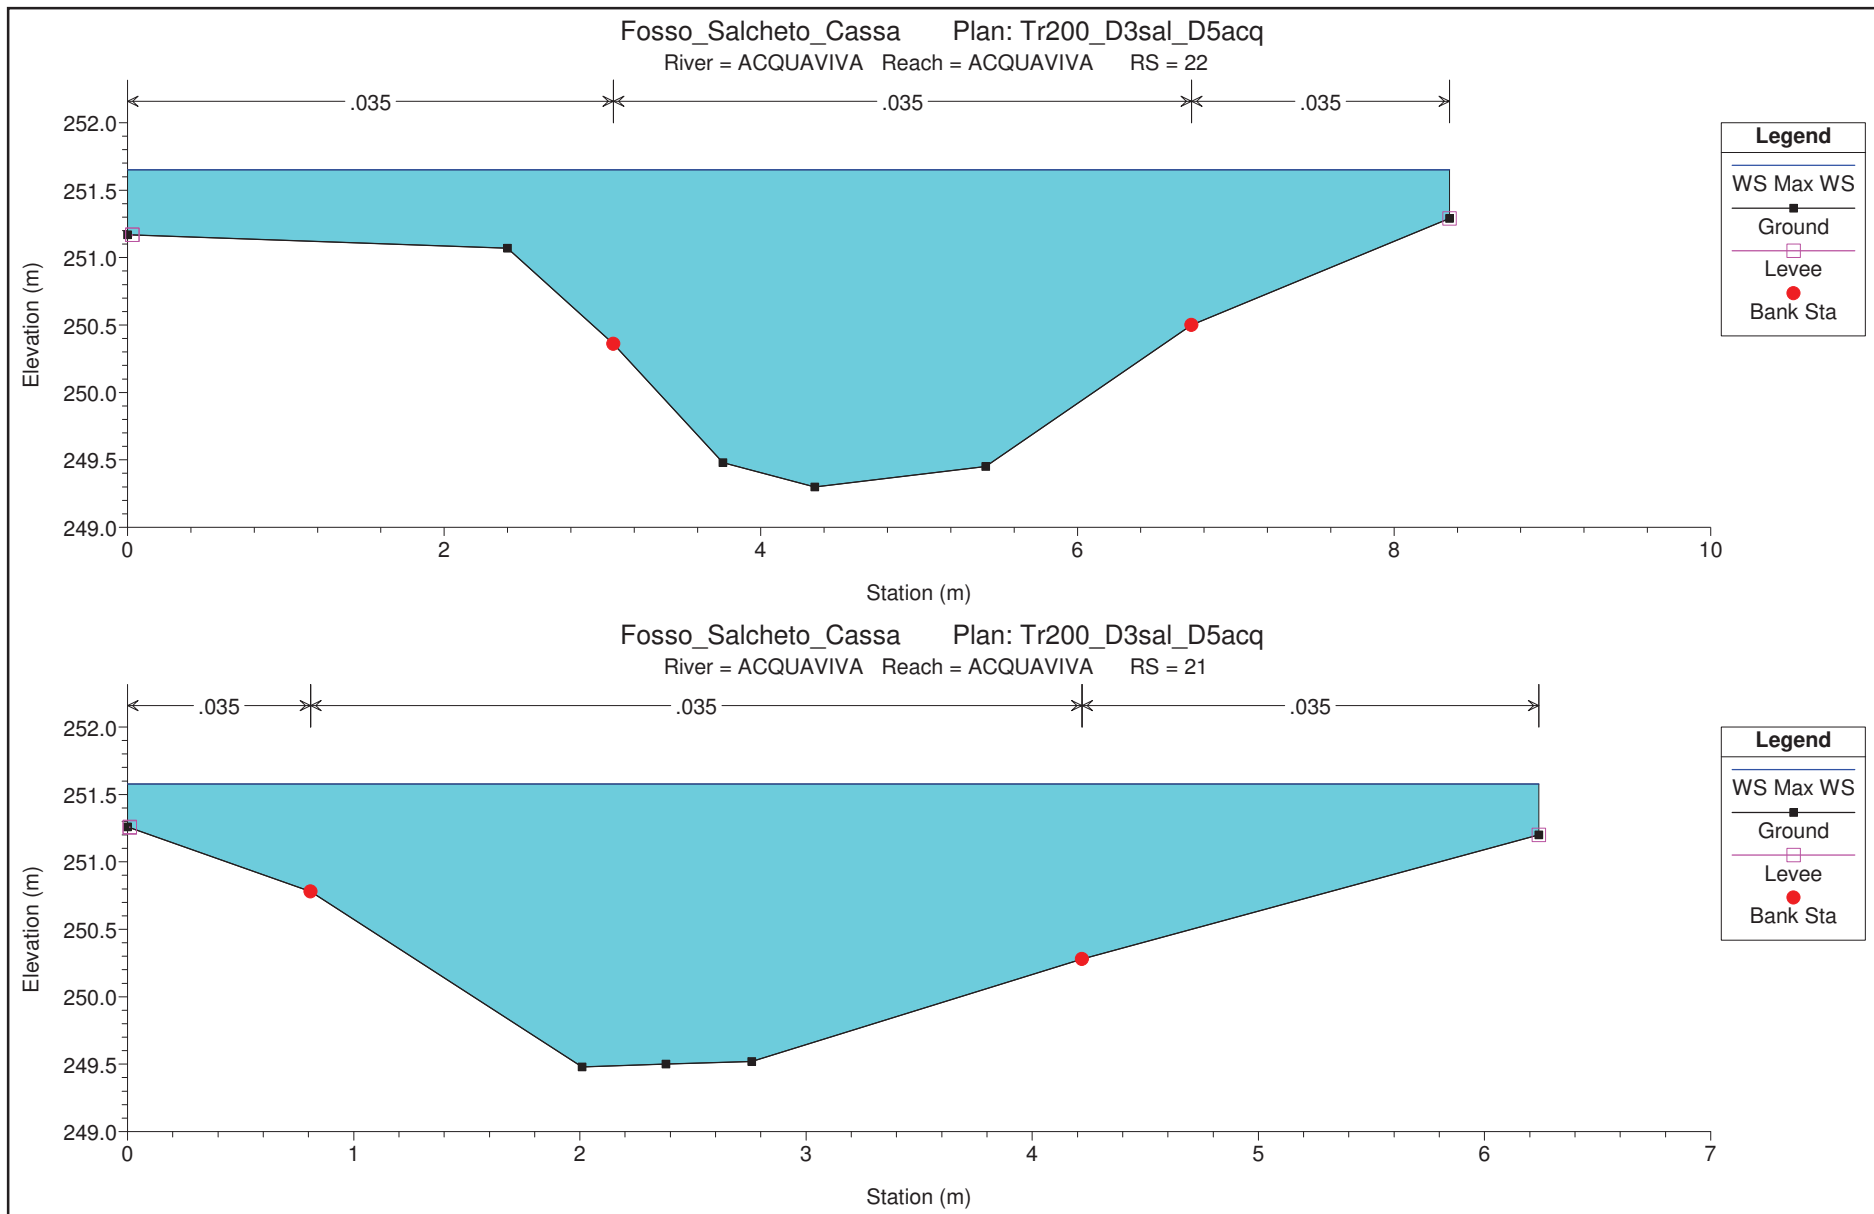 Fosso_Salcheto_Cassa Plan: Tr200_D3sal_D5acq
River = ACQUAVIVA Reach = ACQUAVIVA RS = 22
.035 .035 .035
252.0
251.5
251.0
250.5
250.0
249.5
249.0
Elevation (m)
0 2 4 6 8 10
Station (m)
Legend
WS Max WS
Ground
Levee
Bank Sta
Fosso_Salcheto_Cassa Plan: Tr200_D3sal_D5acq
River = ACQUAVIVA Reach = ACQUAVIVA RS = 21
.035 .035 .035
252.0
251.5
251.0
250.5
250.0
249.5
249.0
Elevation (m)
0 1 2 3 4 5 6 7
Station (m)
Legend
WS Max WS
Ground
Levee
Bank Sta